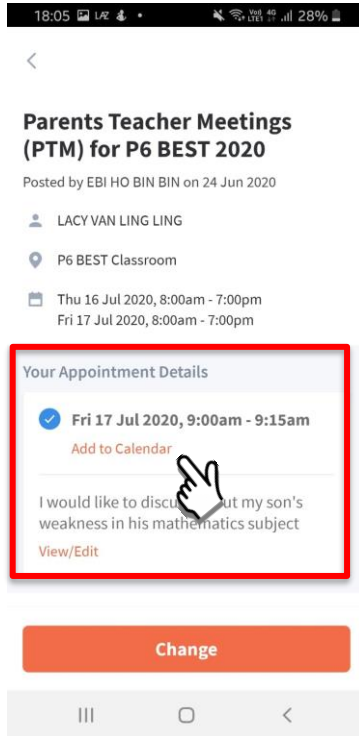 18:05 28%
Parents Teacher Meetings
(PTM) for P6 BEST 2020
Posted by EBI HO BIN BIN on 24 Jun 2020
LACY VAN LING LING
P6 BEST Classroom
Thu 16 Jul 2020, 8:00am - 7:00pm
Fri 17 Jul 2020, 8:00am - 7:00pm
Your Appointment Details
Fri 17 Jul 2020, 9:00am - 9:15am
Add to Calendar
I would like to discu ut my son's
weakness in his mathematics subject
View/Edit
Change